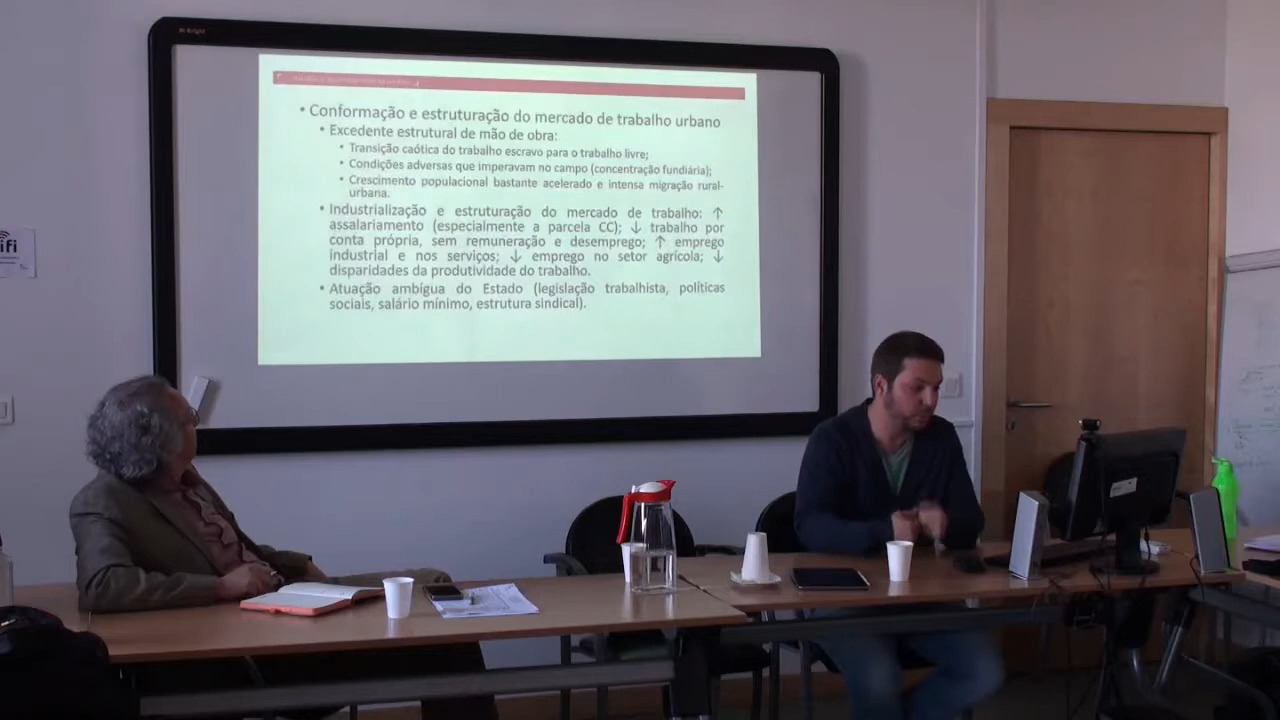 • Conformação e estruturação do mercado de trabalho urbano
• Excedente estrutural de mão de obra:
• Transição caótica do trabalho escravo para o trabalho livre;
• Condições adversas que imperavam no campo (concentração fundiária);
• Crescimento populacional bastante acelerado e intensa migração rural-
urbana.
• Industrialização e estruturação do mercado de trabalho: ↑
assalariamento (especialmente a parcela CC); ↓ trabalho por
conta própria, sem remuneração e desemprego; ↑ emprego
industrial e nos serviços; ↓ emprego no setor agrícola; ↓
disparidades da produtividade do trabalho.
• Atuação ambígua do Estado (legislação trabalhista, políticas
sociais, salário mínimo, estrutura sindical).
ifi